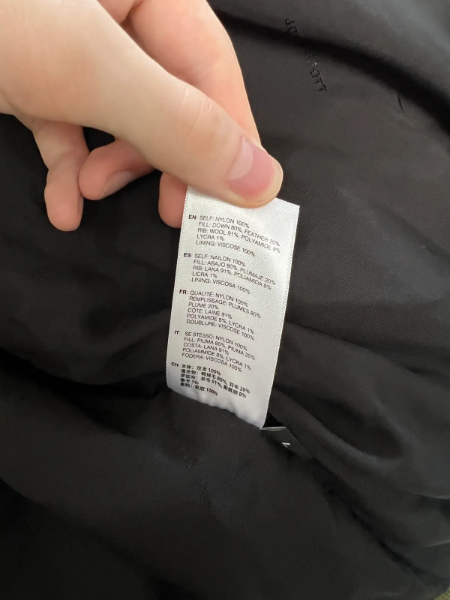 EN: SELF: NYLON 100%
FILL: DOWN 80%, FEATHER 20%
RIB: WOOL 91%, POLYAMIDE 8%
LYCRA 1%
LINING: VISCOSE 100%
ES: SELF: NAILON 100%
FILL: ABAJO 80%, PLUMAJE 20%
RIB: LANA 91%, POLIAMIDA 8%
LICRA 1%
LINING: VISCOSA 100%
FR: QUALITÉ: NYLON 100%
REMPLISSAGE: PLUMES 80%
PLUME 20%
CÔTE: LAINE 91%
POLYAMIDE 8%, LYCRA 1%
DOUBLURE: VISCOSE 100%
IT: SE STESSO: NYLON 100%
FILL: PIUMA 80%, PIUMA 20%
COSTA: LANA 91%
POLIAMMIDE 8%, LYCRA 1%
FODERA: VISCOSA 100%
100%